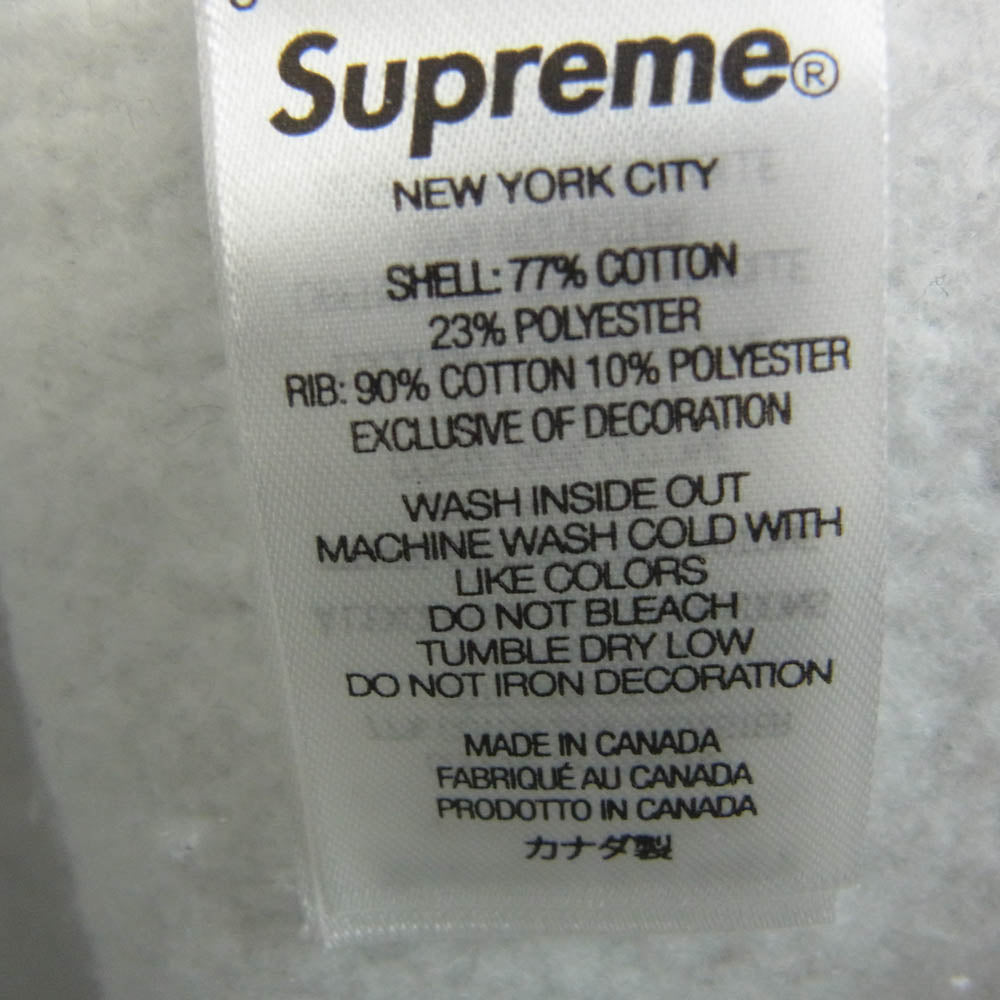 Supreme®
NEW YORK CITY
SHELL: 77% COTTON
23% POLYESTER
RIB: 90% COTTON 10% POLYESTER
EXCLUSIVE OF DECORATION
WASH INSIDE OUT
MACHINE WASH COLD WITH
LIKE COLORS
DO NOT BLEACH
TUMBLE DRY LOW
DO NOT IRON DECORATION
MADE IN CANADA
FABRIQUÉ AU CANADA
PRODOTTO IN CANADA
カナダ製